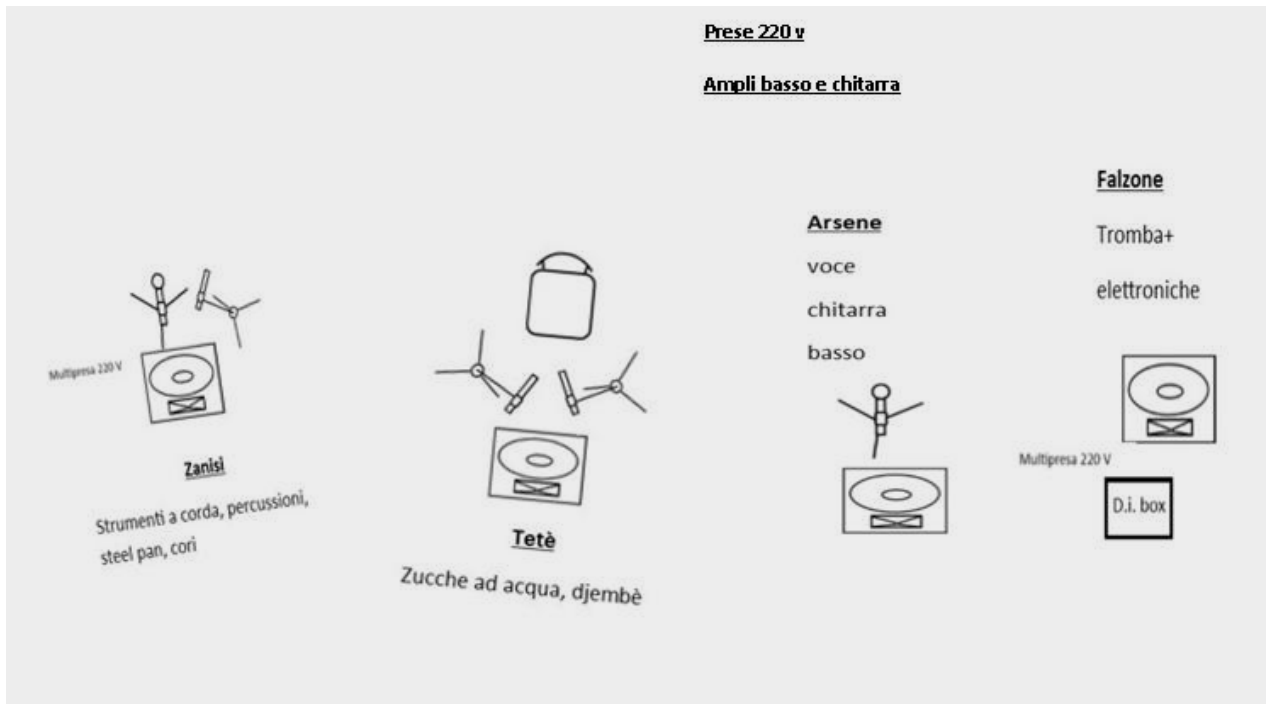 Prese 220 v
Ampli basso e chitarra
Falzone
Tromba+
elettroniche
Arsene
voce
chitarra
basso
Multipresa 220 V
Zanisi
Strumenti a corda, percussioni,
steel pan, cori
Tetè
Zucche ad acqua, djembè
Multipresa 220 V
D.i. box